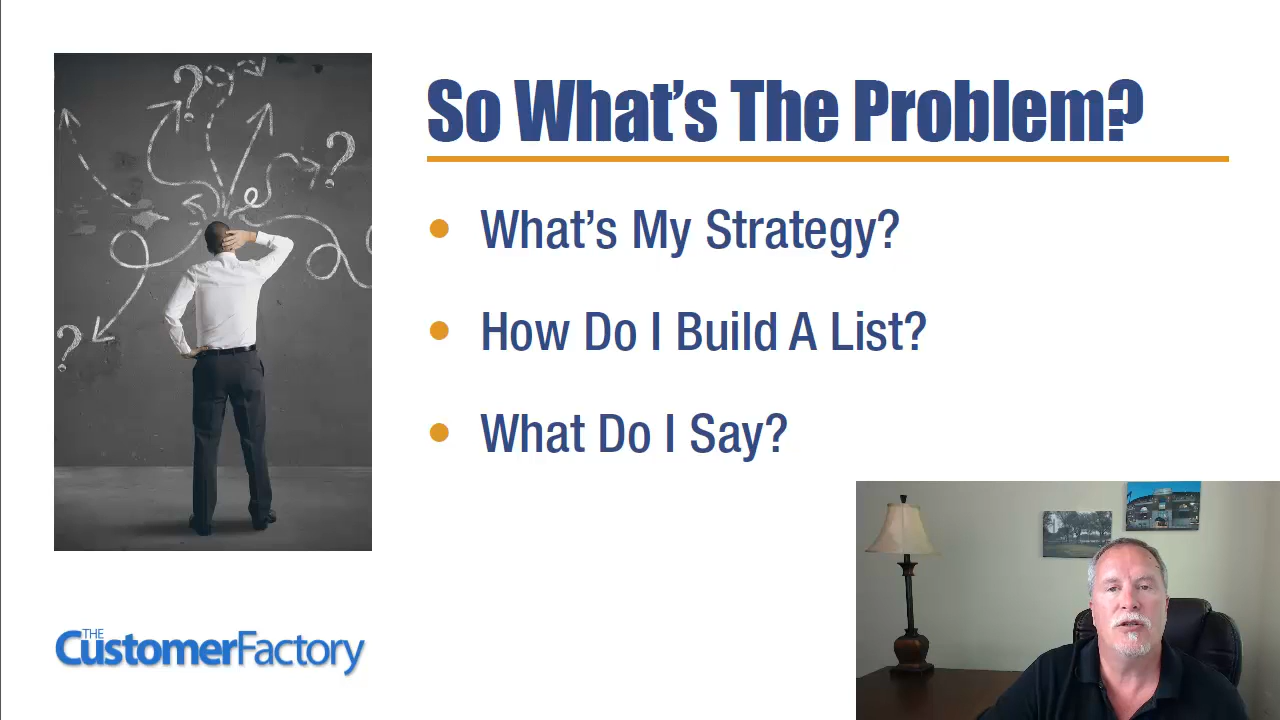 So What's The Problem?
What's My Strategy?
How Do I Build A List?
What Do I Say?
THE
CustomerFactory
?
?
?